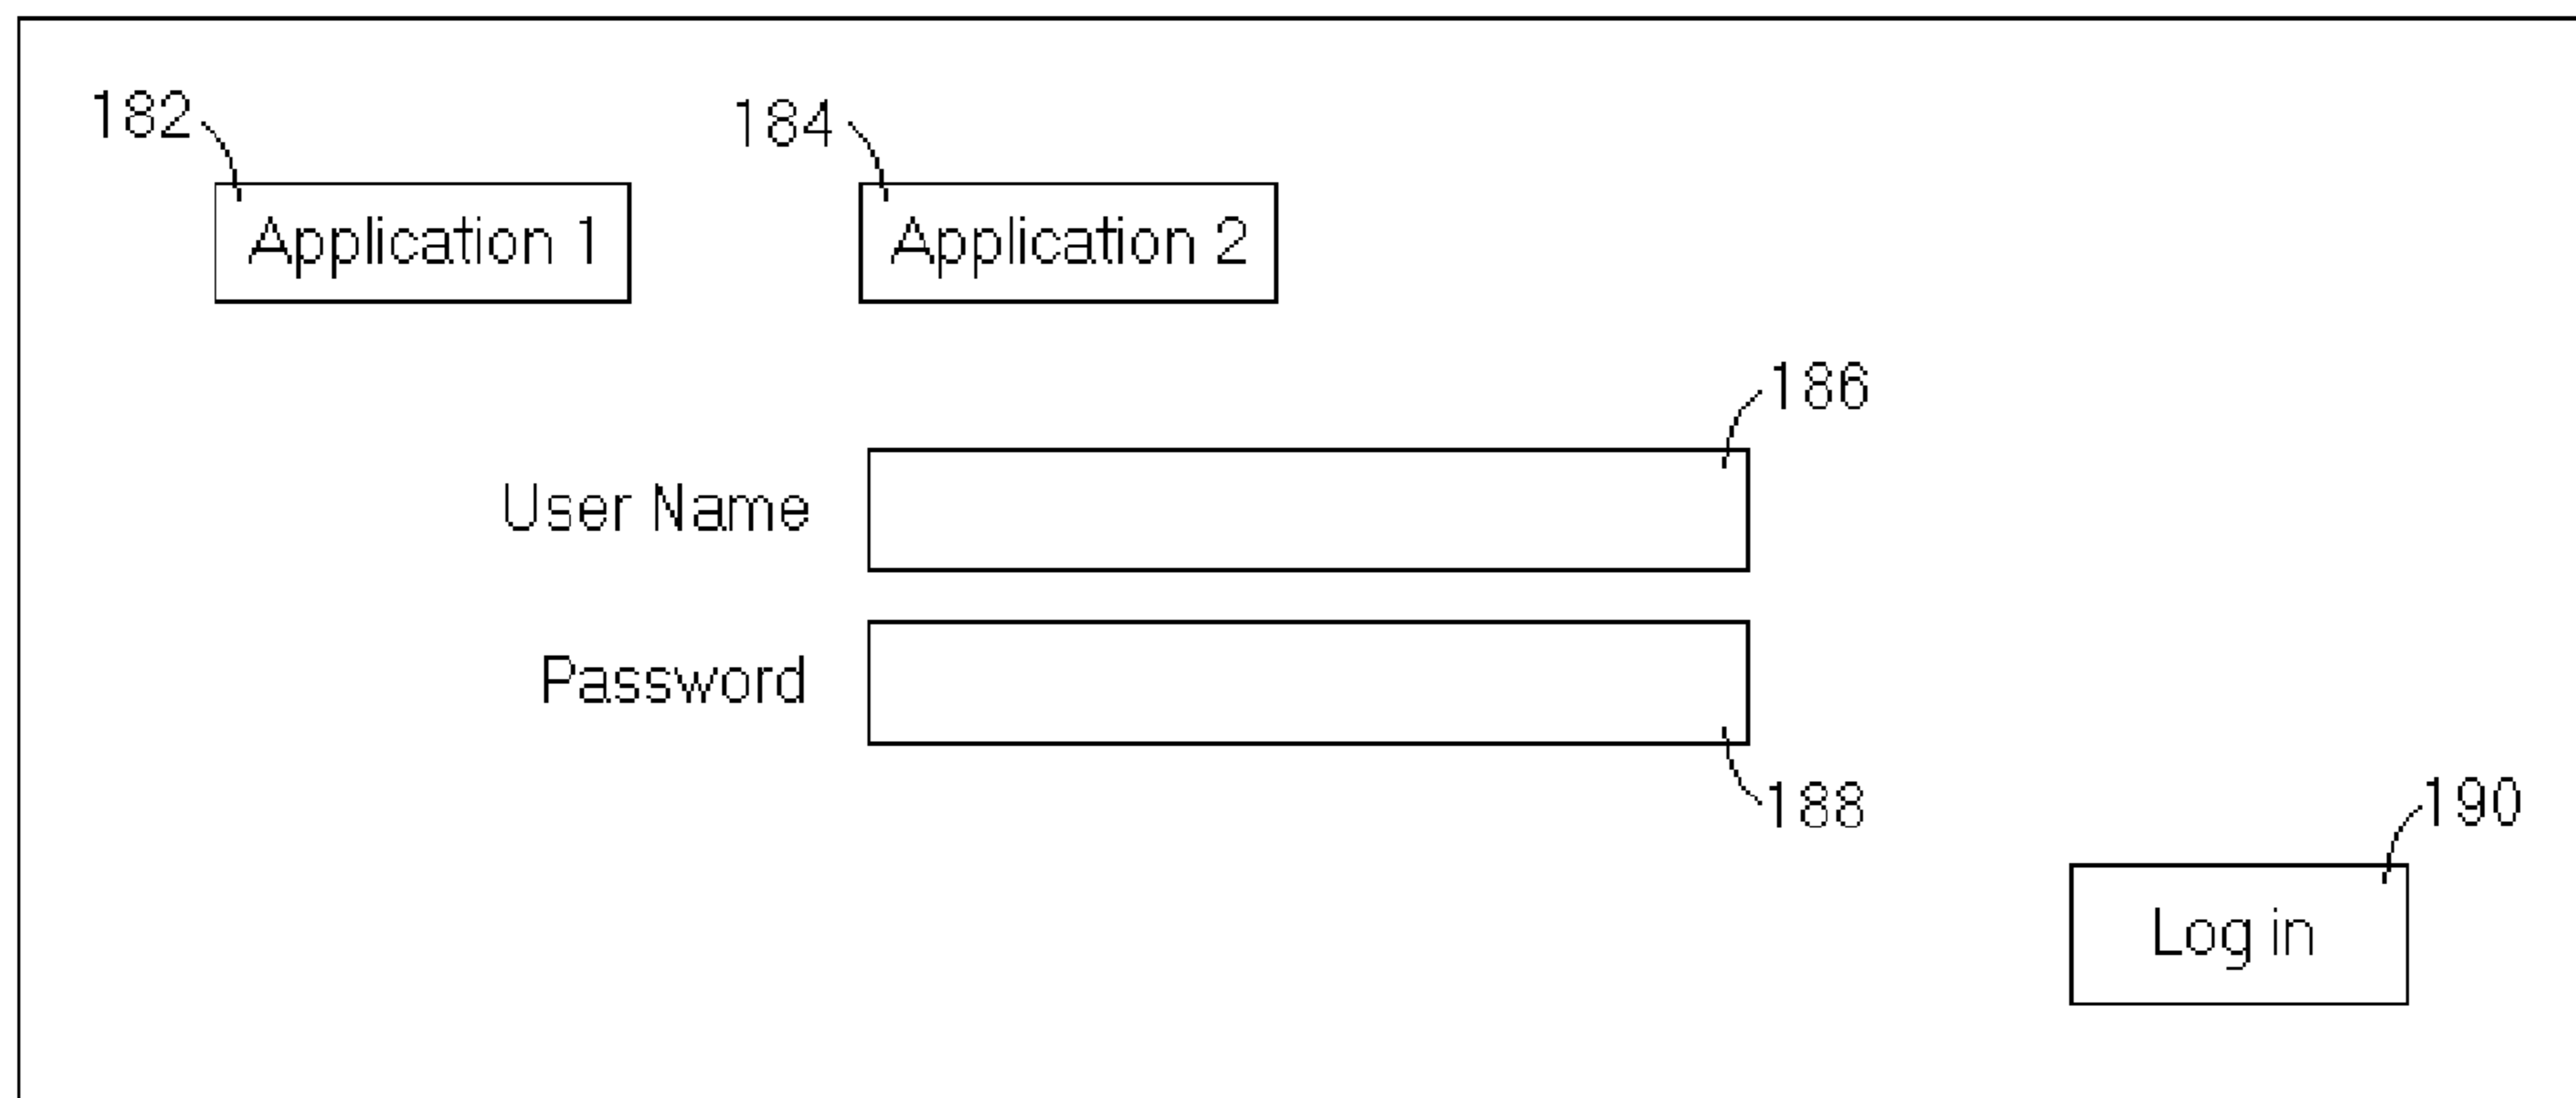 182 184
Application 1 Application 2
186
User Name
Password
188
190
Log in